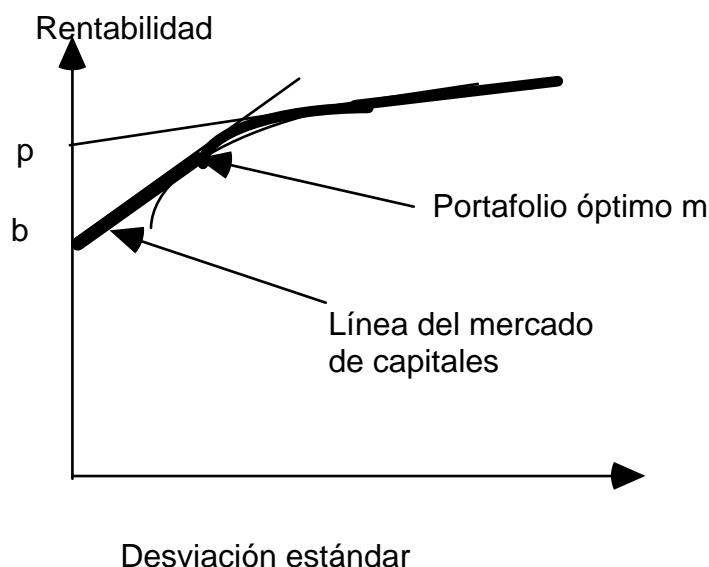 Rentabilidad
p
Portafolio óptimo m
b
Línea del mercado
de capitales
Desviación estándar